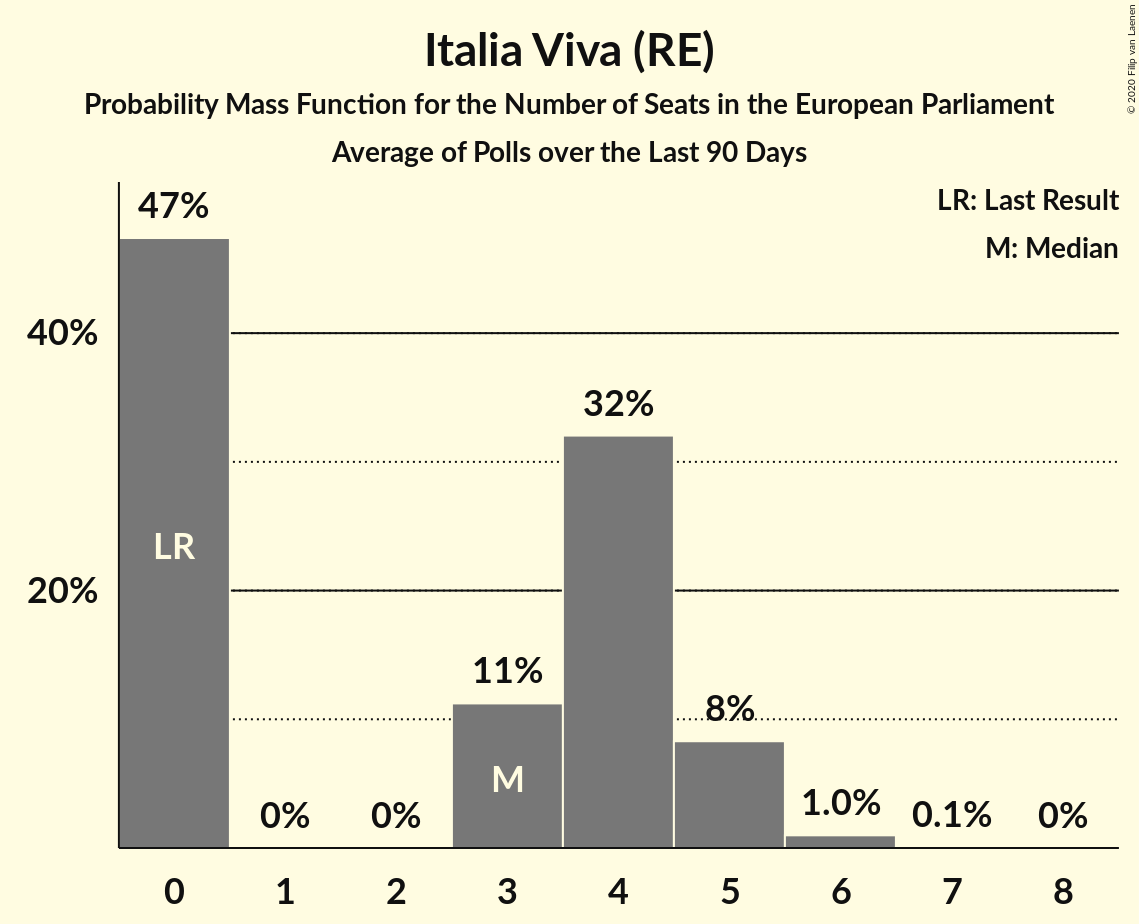 Italia Viva (RE)
Probability Mass Function for the Number of Seats in the European Parliament
Average of Polls over the Last 90 Days
© 2020 Filip van Laenen
LR: Last Result
M: Median
47%
40%
32%
LR
20%
11%
8%
M
0%
0%
1.0%
0.1%
0%
0
1
2
3
4
5
6
7
8